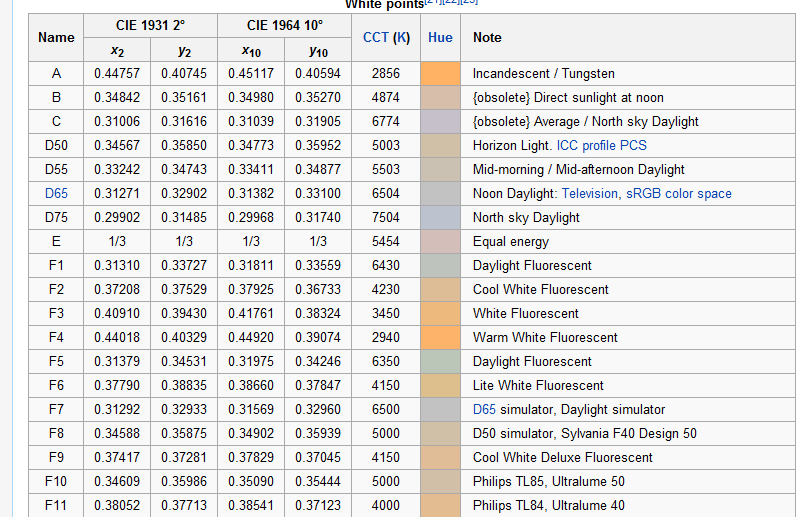 White points[21][22][23]
Name CIE 1931 2° CIE 1964 10° CCT (K) Hue Note
x2 y2 x10 y10
A 0.44757 0.40745 0.45117 0.40594 2856 Incandescent / Tungsten
B 0.34842 0.35161 0.34980 0.35270 4874 {obsolete} Direct sunlight at noon
C 0.31006 0.31616 0.31039 0.31905 6774 {obsolete} Average / North sky Daylight
D50 0.34567 0.35850 0.34773 0.35952 5003 Horizon Light. ICC profile PCS
D55 0.33242 0.34743 0.33411 0.34877 5503 Mid-morning / Mid-afternoon Daylight
D65 0.31271 0.32902 0.31382 0.33100 6504 Noon Daylight: Television, sRGB color space
D75 0.29902 0.31485 0.29968 0.31740 7504 North sky Daylight
E 1/3 1/3 1/3 1/3 5454 Equal energy
F1 0.31310 0.33727 0.31811 0.33559 6430 Daylight Fluorescent
F2 0.37208 0.37529 0.37925 0.36733 4230 Cool White Fluorescent
F3 0.40910 0.39430 0.41761 0.38324 3450 White Fluorescent
F4 0.44018 0.40329 0.44920 0.39074 2940 Warm White Fluorescent
F5 0.31379 0.34531 0.31975 0.34246 6350 Daylight Fluorescent
F6 0.37790 0.38835 0.38660 0.37847 4150 Lite White Fluorescent
F7 0.31292 0.32933 0.31569 0.32960 6500 D65 simulator, Daylight simulator
F8 0.34588 0.35875 0.34902 0.35939 5000 D50 simulator, Sylvania F40 Design 50
F9 0.37417 0.37281 0.37829 0.37045 4150 Cool White Deluxe Fluorescent
F10 0.34609 0.35986 0.35090 0.35444 5000 Philips TL85, Ultralume 50
F11 0.38052 0.37713 0.38541 0.37123 4000 Philips TL84, Ultralume 40